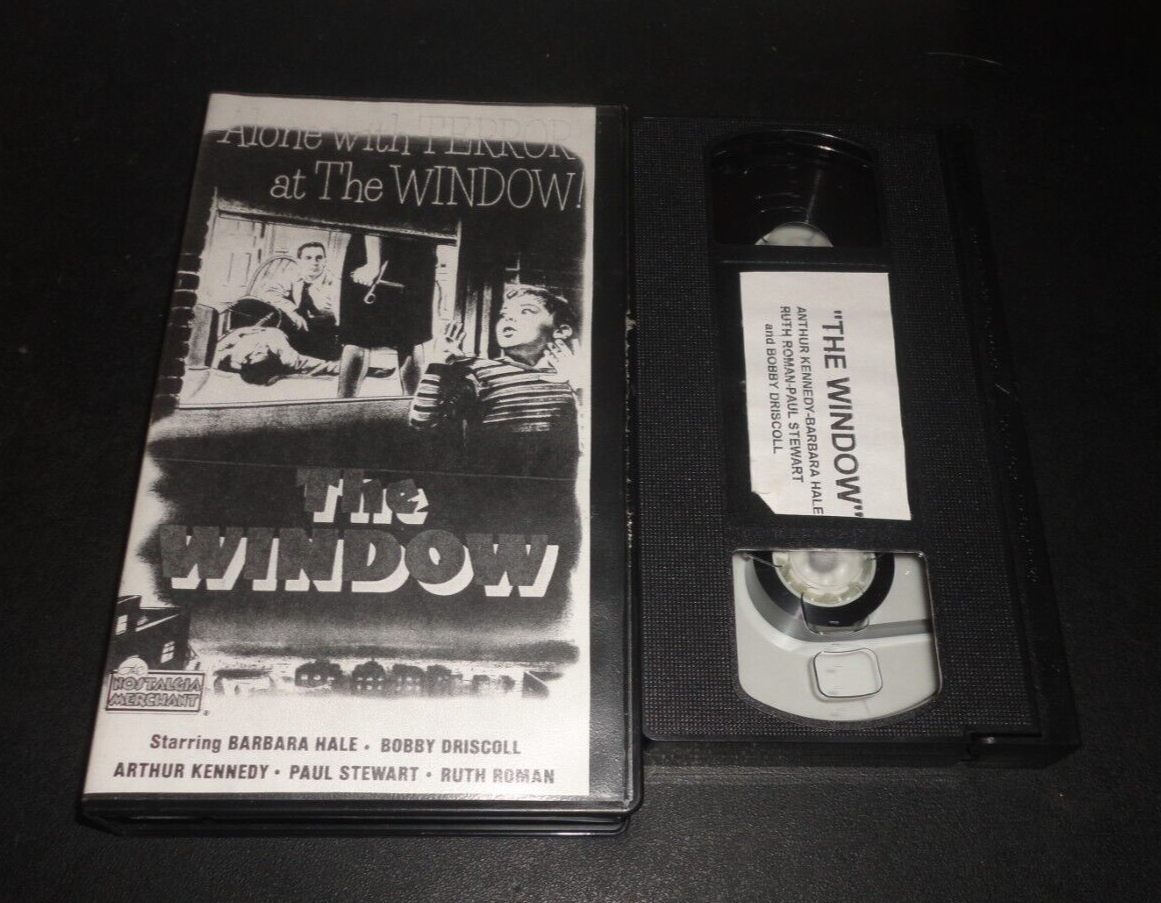 Alone with TERROR
at The WINDOW!
The
WINDOW
The
NOSTALGIA
MERCHANT
Starring BARBARA HALE • BOBBY DRISCOLL
ARTHUR KENNEDY • PAUL STEWART • RUTH ROMAN
"THE WINDOW"
ANTHUR KENNEDY-BARBARA HALE
RUTH ROMAN-PAUL STEWART
and BOBBY DRISCOLL